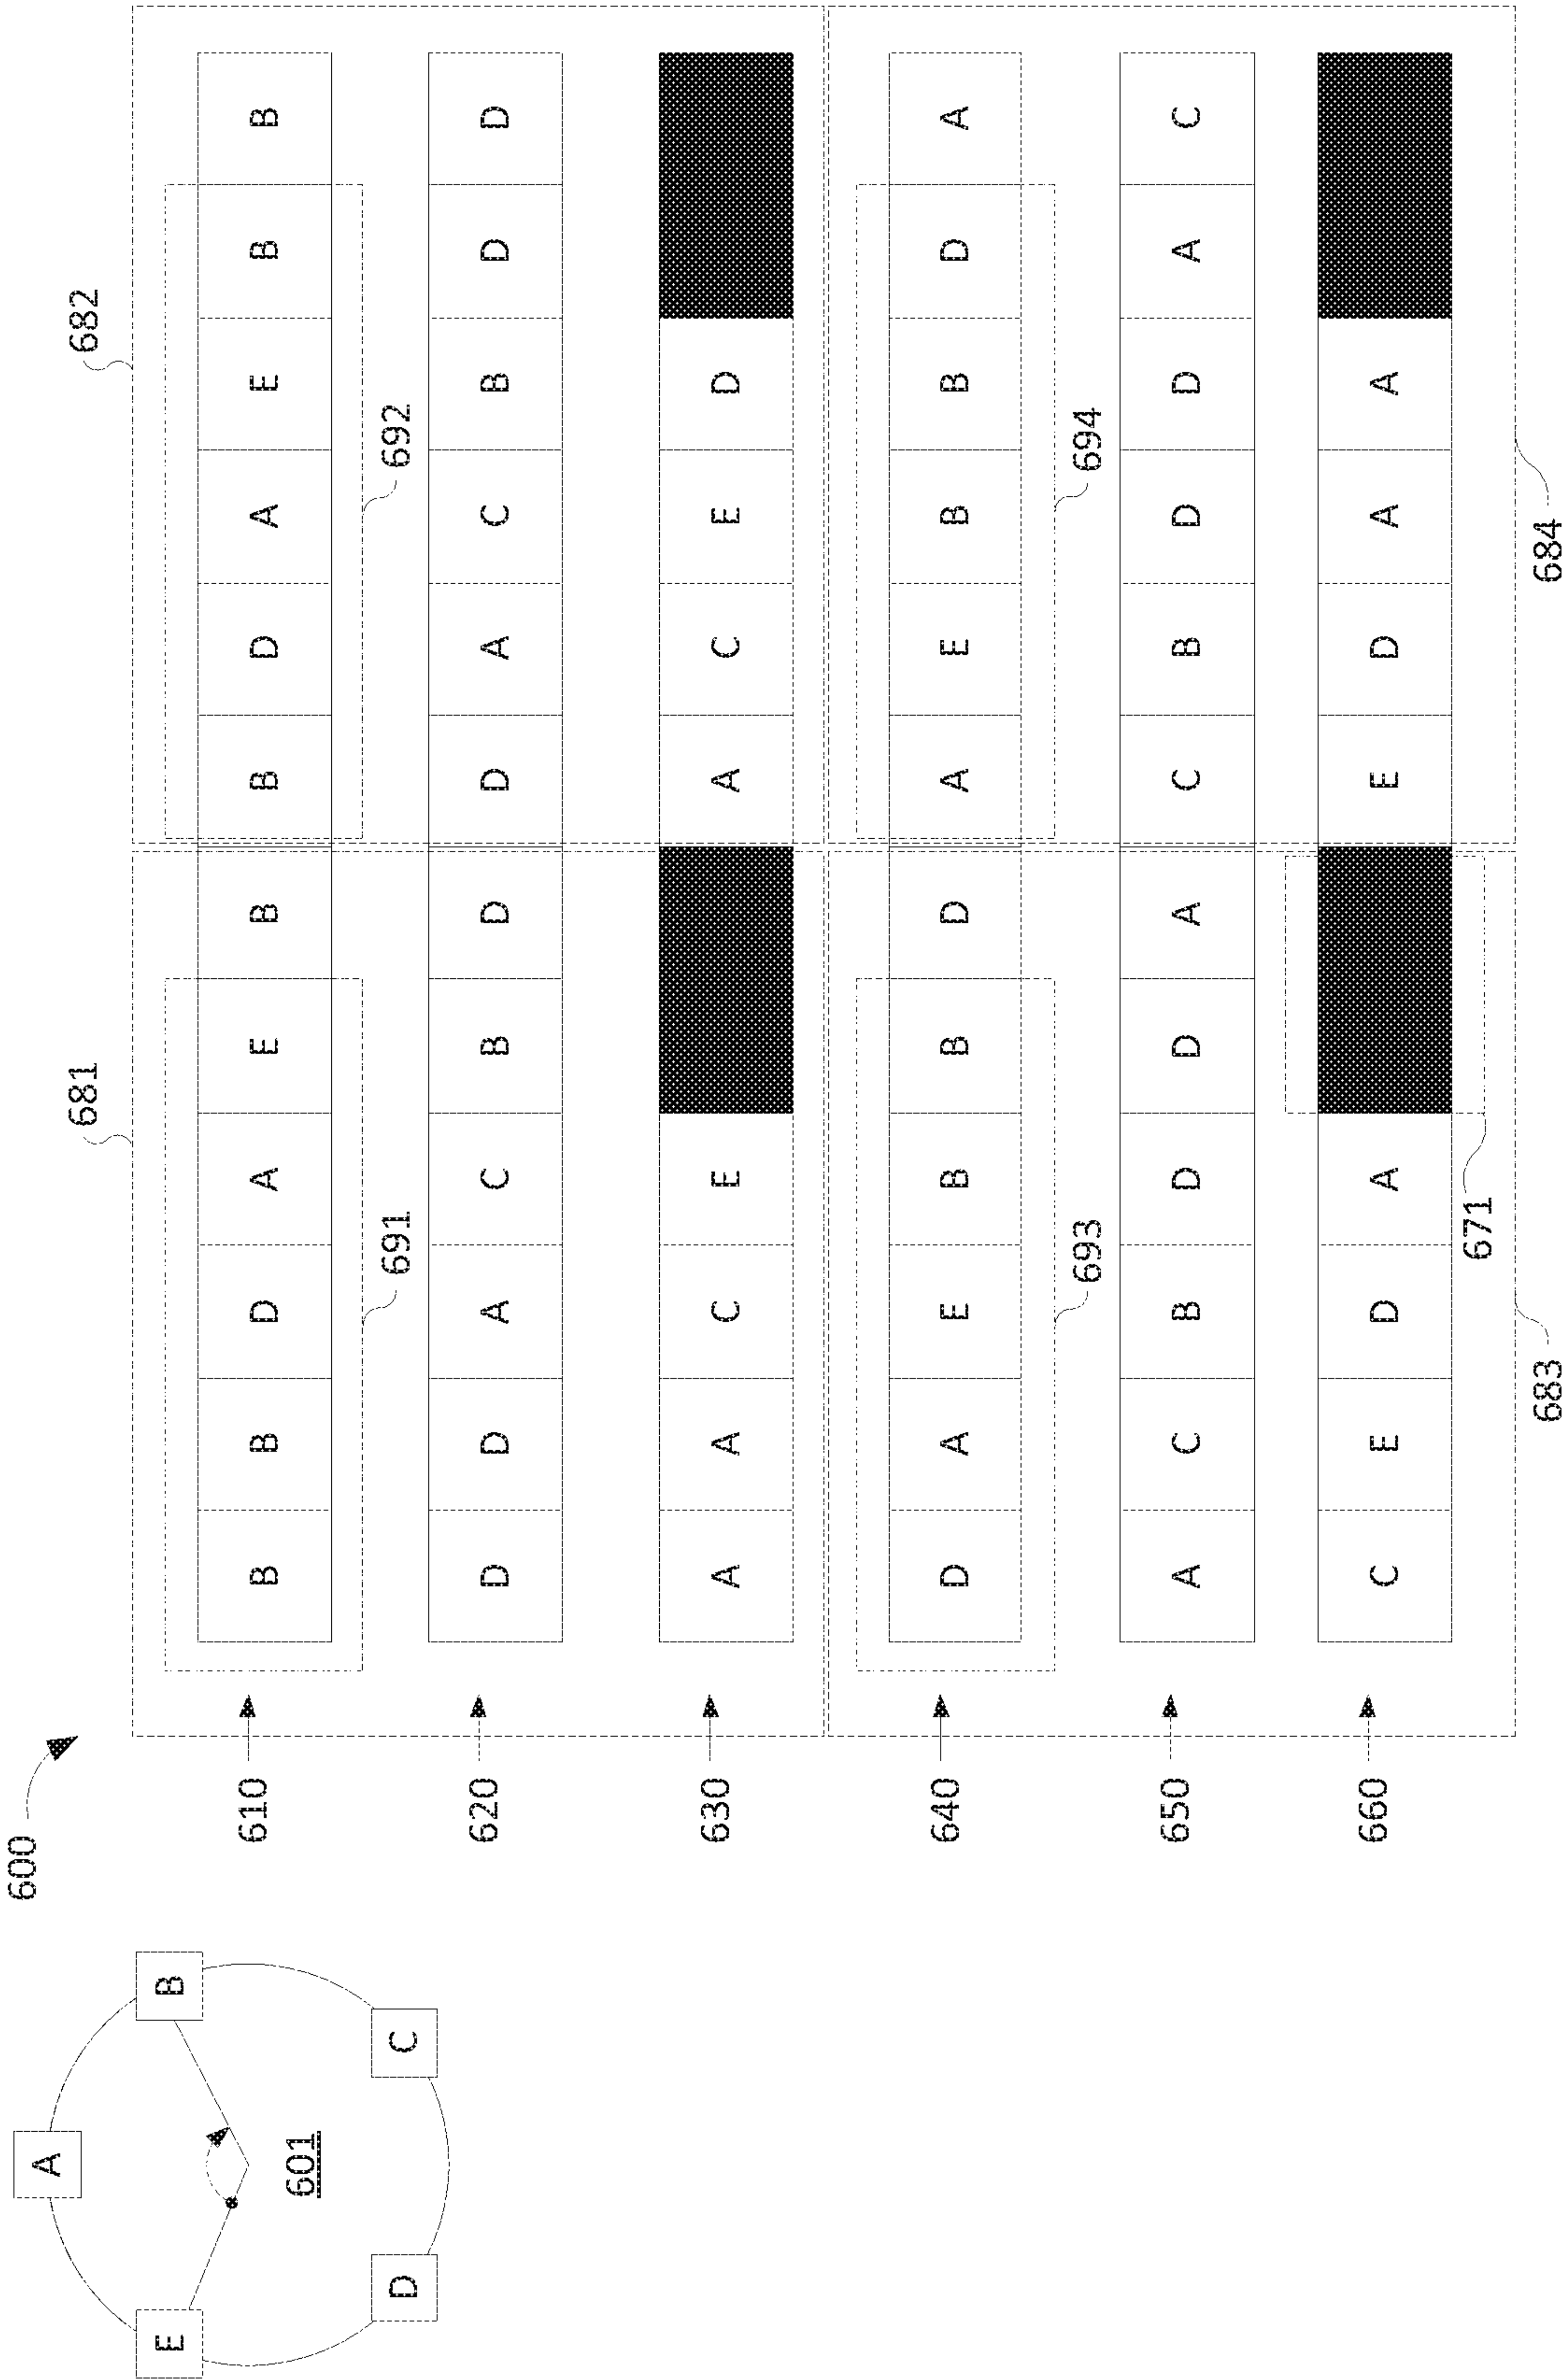 600
A
E B
601
D C
681 682
610 B B D A E B B D A E B B
691 692
620 D D A C B D D A C B D D
630 A A C E A C E D
640 D A E B B D A E B B D A
693 694
650 A C B D D A C B D D A C
660 C E D A E D A A
671
683 684